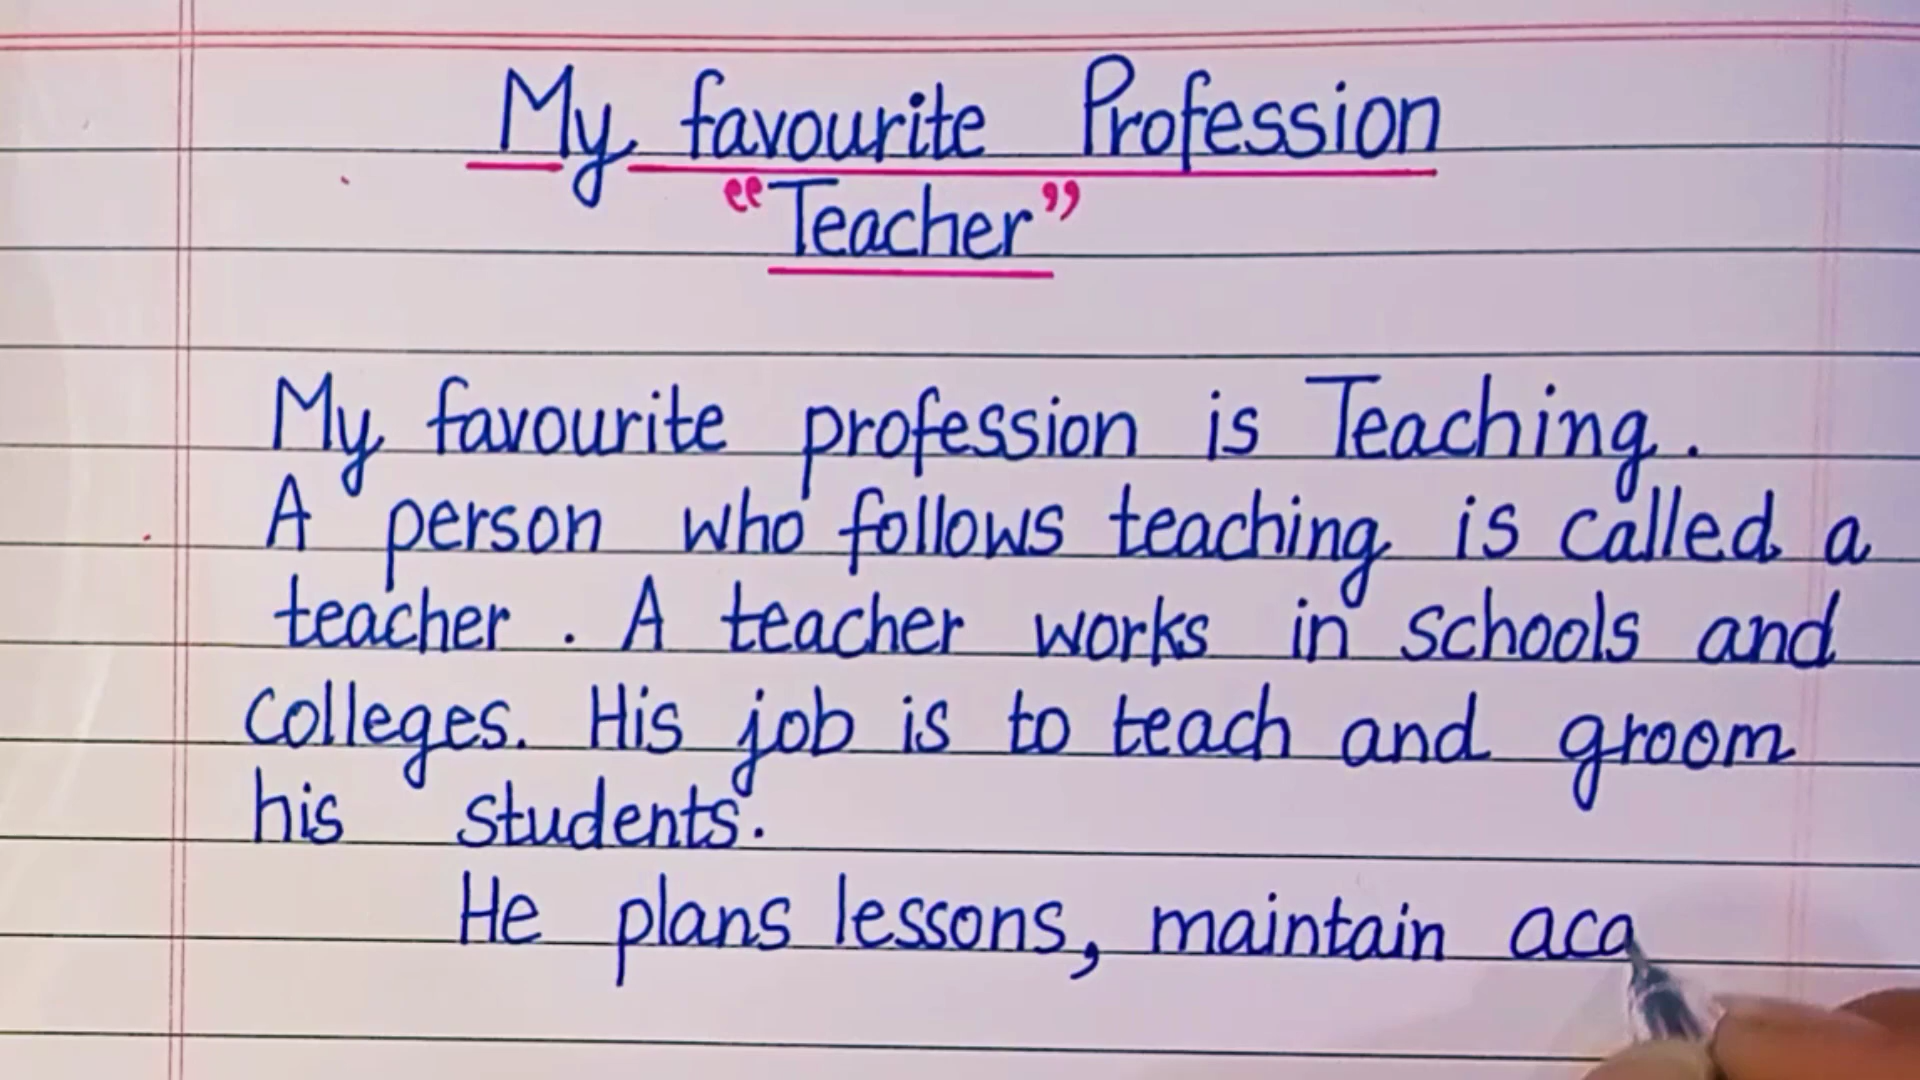 My favourite Profession
"Teacher"
My favourite profession is Teaching.
A person who follows teaching is called a
teacher. A teacher works in schools and
colleges. His job is to teach and groom
his students.
He plans lessons, maintain aca